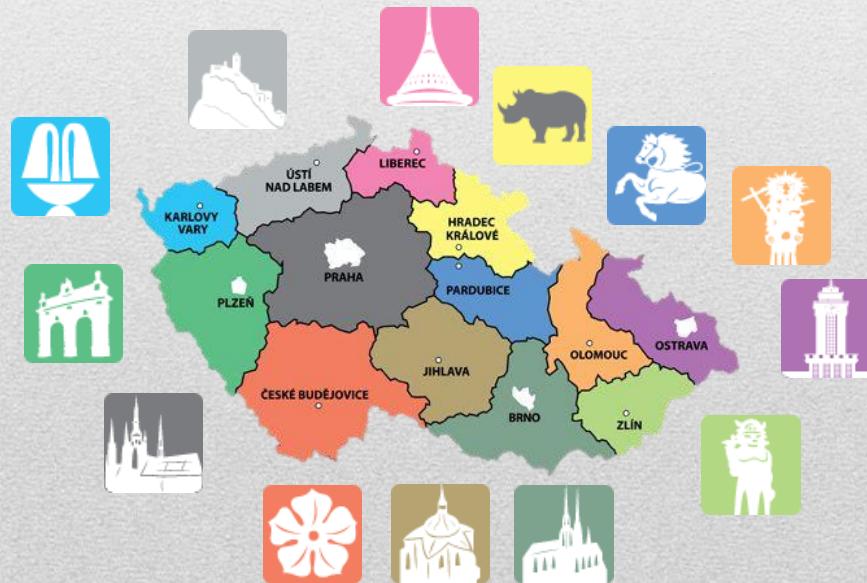 LIBEREC
ÚSTÍ
NAD LABEM
KARLOVY
VARY
HRADEC
KRÁLOVÉ
PRAHA
PARDUBICE
PLZEŇ
OSTRAVA
OLOMOUC
JIHLAVA
ČESKÉ BUDĚJOVICE
BRNO
ZLÍN